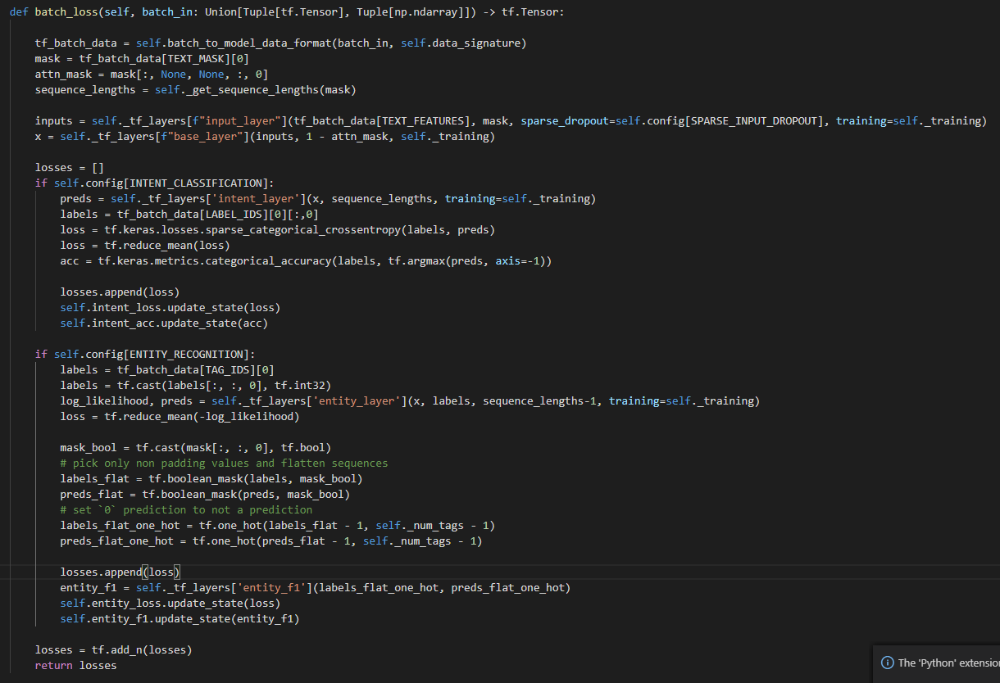 def batch_loss(self, batch_in: Union[Tuple[tf.Tensor], Tuple[np.ndarray]]) -> tf.Tensor:
tf_batch_data = self.batch_to_model_data_format(batch_in, self.data_signature)
mask = tf_batch_data[TEXT_MASK][0]
attn_mask = mask[:, None, None, :, 0]
sequence_lengths = self._get_sequence_lengths(mask)
inputs = self._tf_layers[f"input_layer"](tf_batch_data[TEXT_FEATURES], mask, sparse_dropout=self.config[SPARSE_INPUT_DROPOUT], training=self._training)
x = self._tf_layers[f"base_layer"](inputs, 1 - attn_mask, self._training)
losses = []
if self.config[INTENT_CLASSIFICATION]:
preds = self._tf_layers['intent_layer'](x, sequence_lengths, training=self._training)
labels = tf_batch_data[LABEL_IDS][0][:,0]
loss = tf.keras.losses.sparse_categorical_crossentropy(labels, preds)
loss = tf.reduce_mean(loss)
acc = tf.keras.metrics.categorical_accuracy(labels, tf.argmax(preds, axis=-1))
losses.append(loss)
self.intent_loss.update_state(loss)
self.intent_acc.update_state(acc)
if self.config[ENTITY_RECOGNITION]:
labels = tf_batch_data[TAG_IDS][0]
labels = tf.cast(labels[:, :, 0], tf.int32)
log_likelihood, preds = self._tf_layers['entity_layer'](x, labels, sequence_lengths-1, training=self._training)
loss = tf.reduce_mean(-log_likelihood)
mask_bool = tf.cast(mask[:, :, 0], tf.bool)
# pick only non padding values and flatten sequences
labels_flat = tf.boolean_mask(labels, mask_bool)
preds_flat = tf.boolean_mask(preds, mask_bool)
# set `0` prediction to not a prediction
labels_flat_one_hot = tf.one_hot(labels_flat - 1, self._num_tags - 1)
preds_flat_one_hot = tf.one_hot(preds_flat - 1, self._num_tags - 1)
losses.append(loss)
entity_f1 = self._tf_layers['entity_f1'](labels_flat_one_hot, preds_flat_one_hot)
self.entity_loss.update_state(loss)
self.entity_f1.update_state(entity_f1)
losses = tf.add_n(losses)
return losses
The 'Python' extension